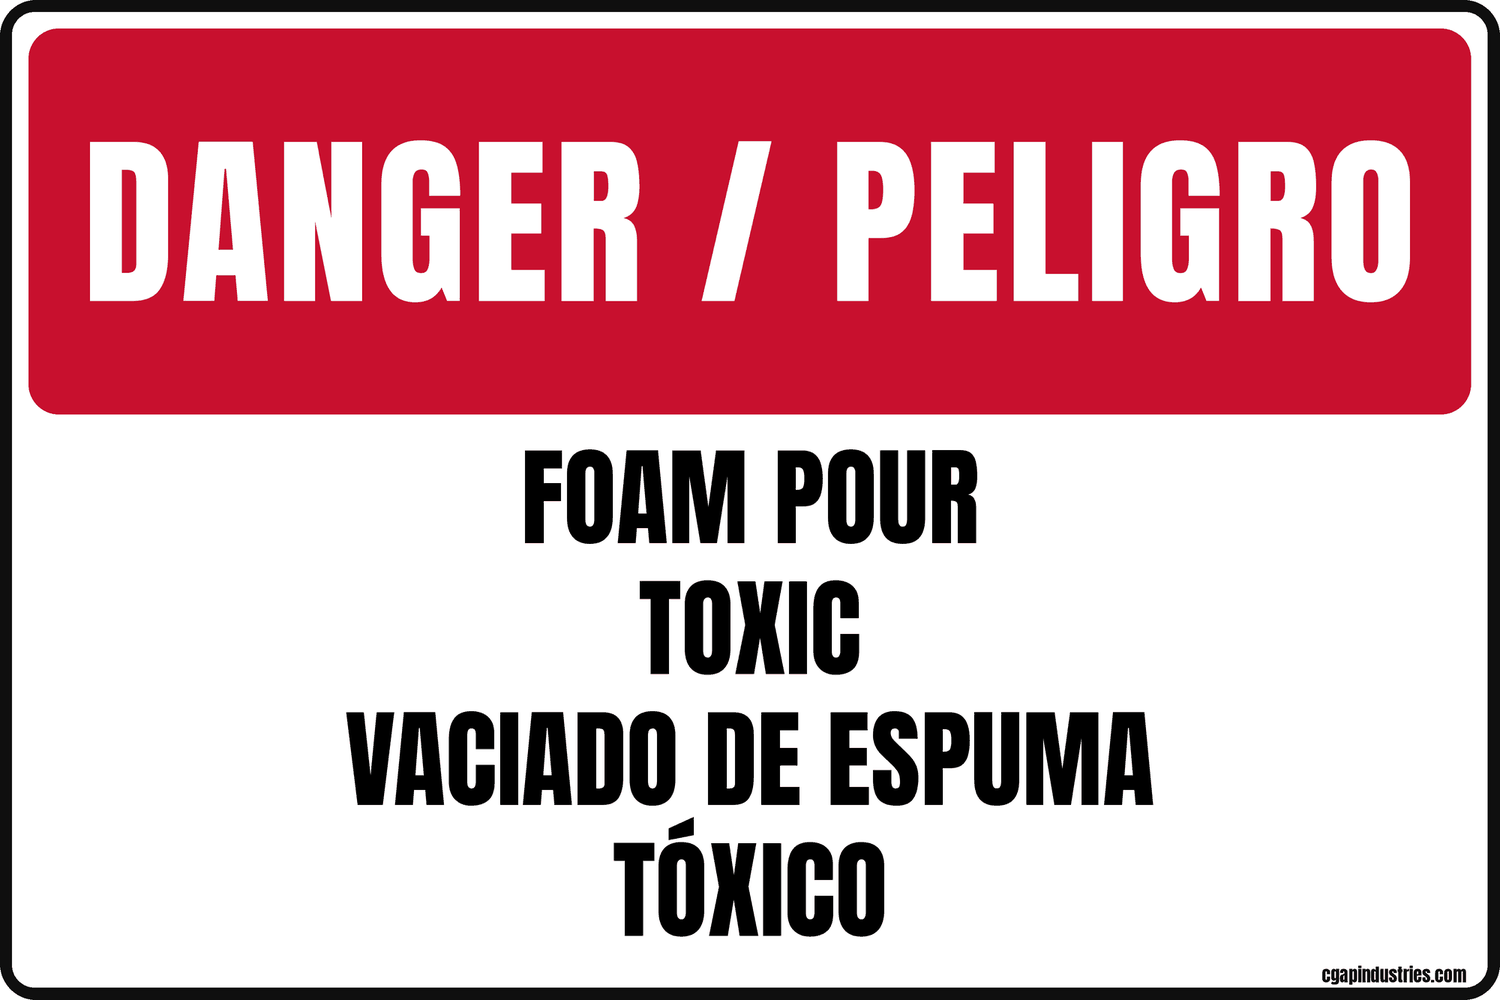 DANGER / PELIGRO
FOAM POUR
TOXIC
VACIADO DE ESPUMA
TÓXICO
cgapindustries.com